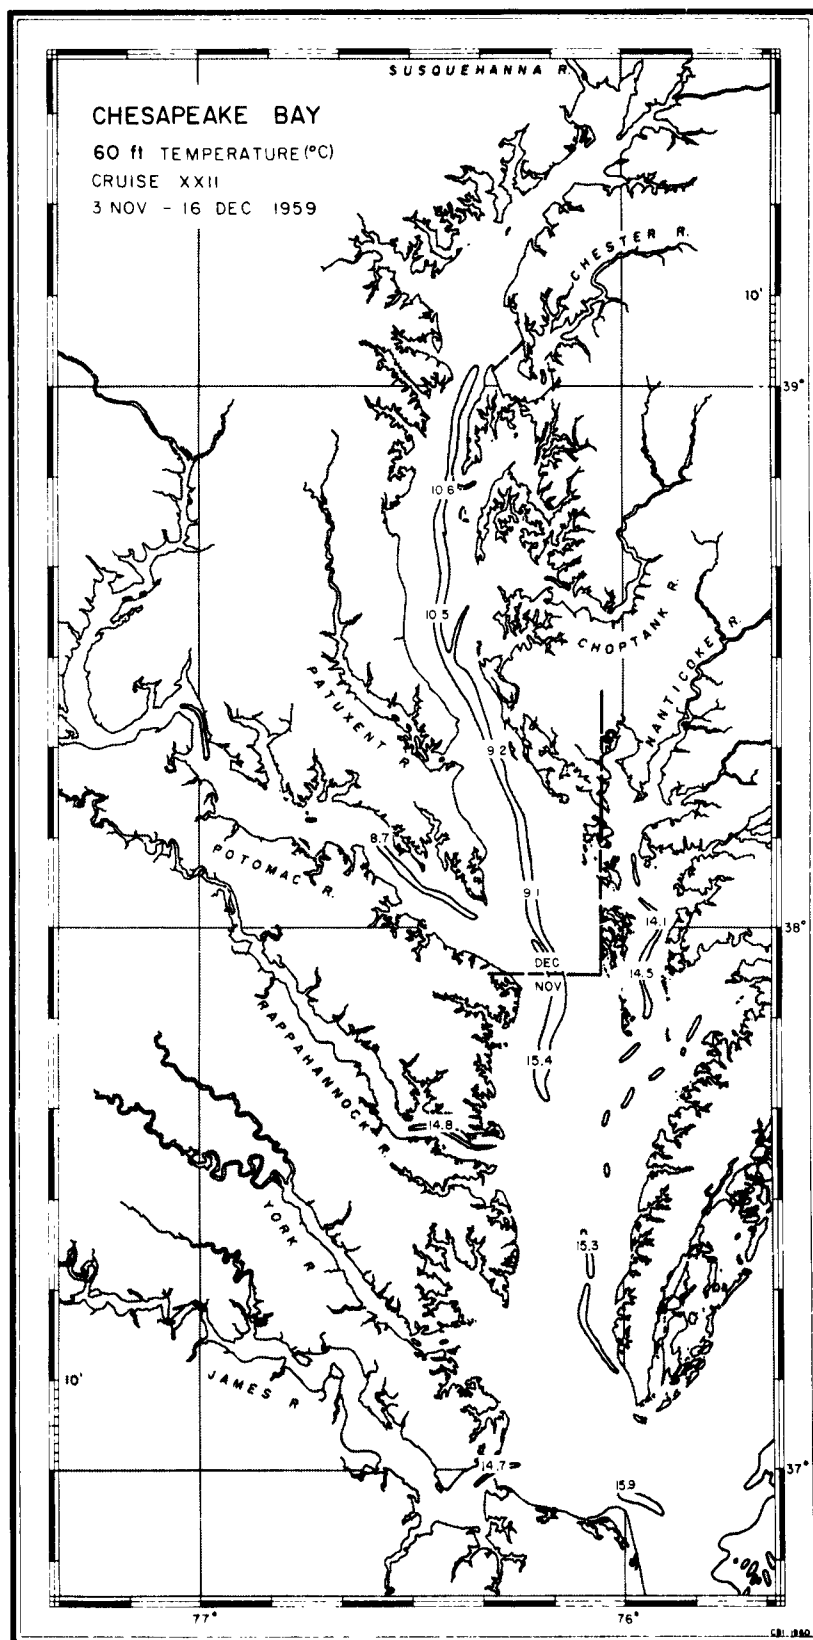 SUSQUEHANNA R.
CHESAPEAKE BAY
60 ft TEMPERATURE (°C)
CRUISE XXII
3 NOV - 16 DEC 1959
CHESTER R.
10'
39°
10.6
10.5
CHOPTANK R.
NANTICOKE R.
PATUXENT R
9.2
8.7
POTOMAC R.
9.1
14.1
38°
DEC
14.5
NOV
RAPPAHANNOCK R.
15.4
14.8
YORK R
15.3
10'
JAMES R
14.7
37°
15.9
77°
76°
CBI 1960